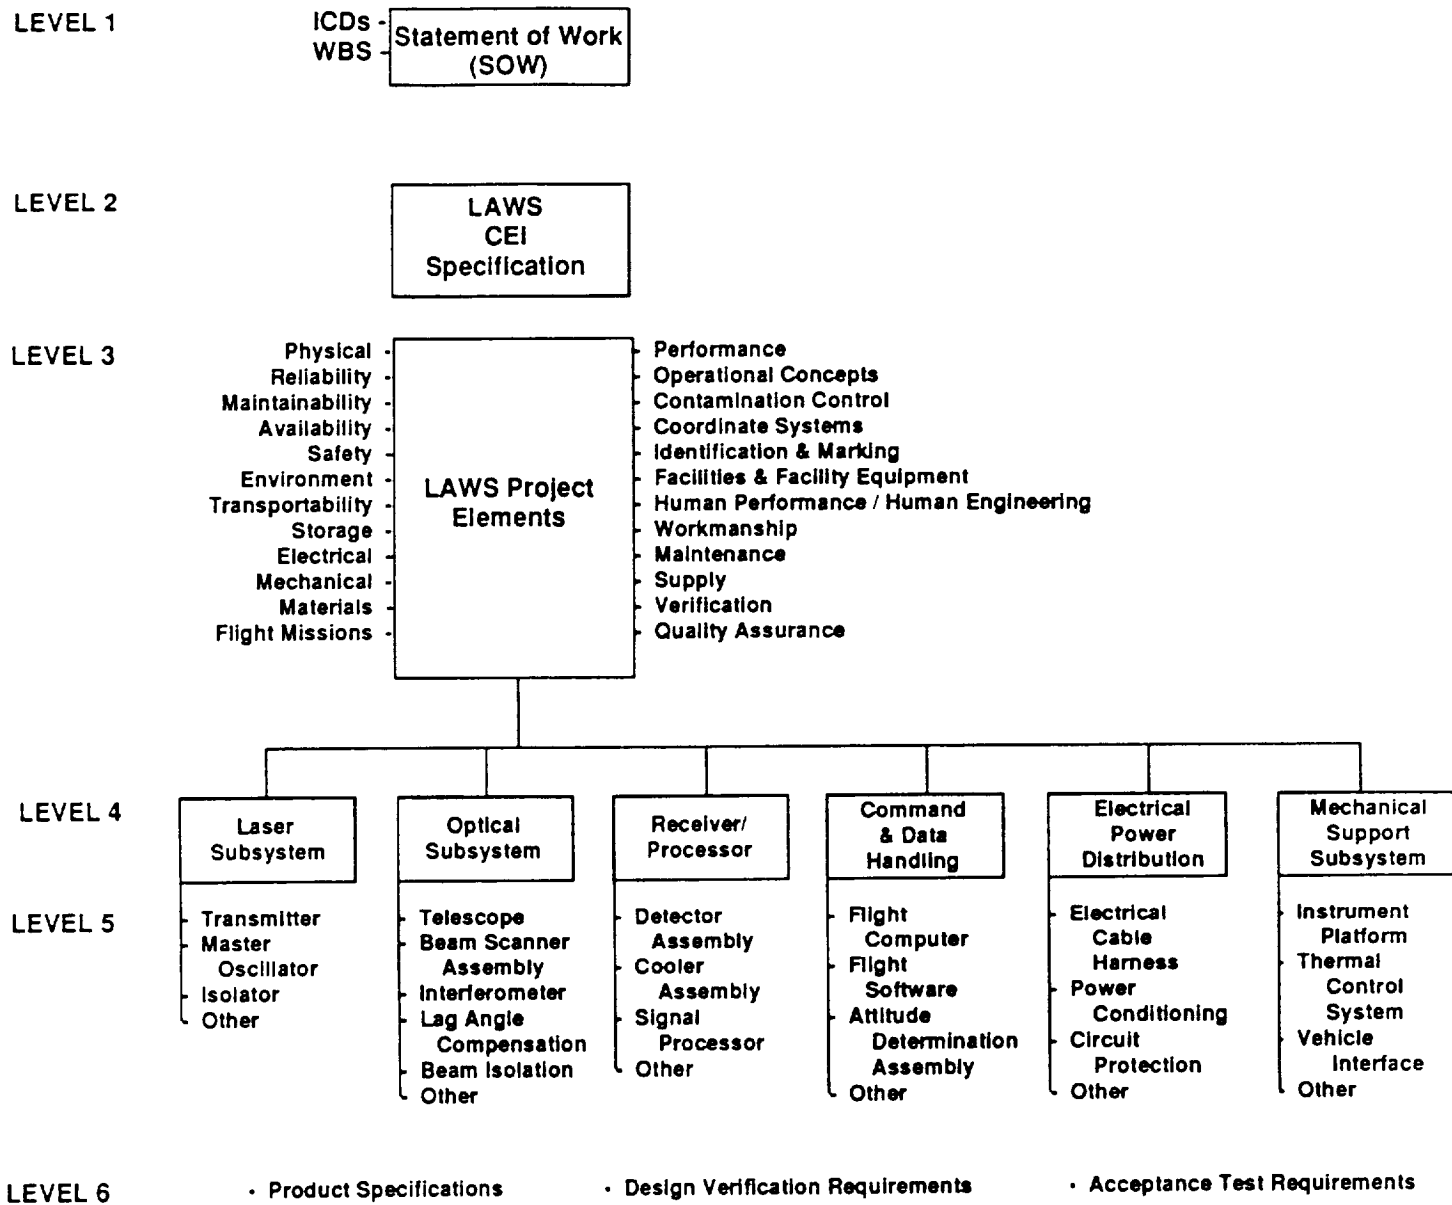 LEVEL 1
ICDs
WBS
Statement of Work
(SOW)
LEVEL 2
LAWS
CEI
Specification
LEVEL 3
Physical
Reliability
Maintainability
Availability
Safety
Environment
Transportability
Storage
Electrical
Mechanical
Materials
Flight Missions
LAWS Project
Elements
Performance
Operational Concepts
Contamination Control
Coordinate Systems
Identification & Marking
Facilities & Facility Equipment
Human Performance / Human Engineering
Workmanship
Maintenance
Supply
Verification
Quality Assurance
LEVEL 4
Laser
Subsystem
Optical
Subsystem
Receiver/
Processor
Command
& Data
Handling
Electrical
Power
Distribution
Mechanical
Support
Subsystem
LEVEL 5
Transmitter
Master
Oscillator
Isolator
Other
Telescope
Beam Scanner
Assembly
Interferometer
Lag Angle
Compensation
Beam Isolation
Other
Detector
Assembly
Cooler
Assembly
Signal
Processor
Other
Flight
Computer
Flight
Software
Attitude
Determination
Assembly
Other
Electrical
Cable
Harness
Power
Conditioning
Circuit
Protection
Other
Instrument
Platform
Thermal
Control
System
Vehicle
Interface
Other
LEVEL 6
· Product Specifications
· Design Verification Requirements
· Acceptance Test Requirements